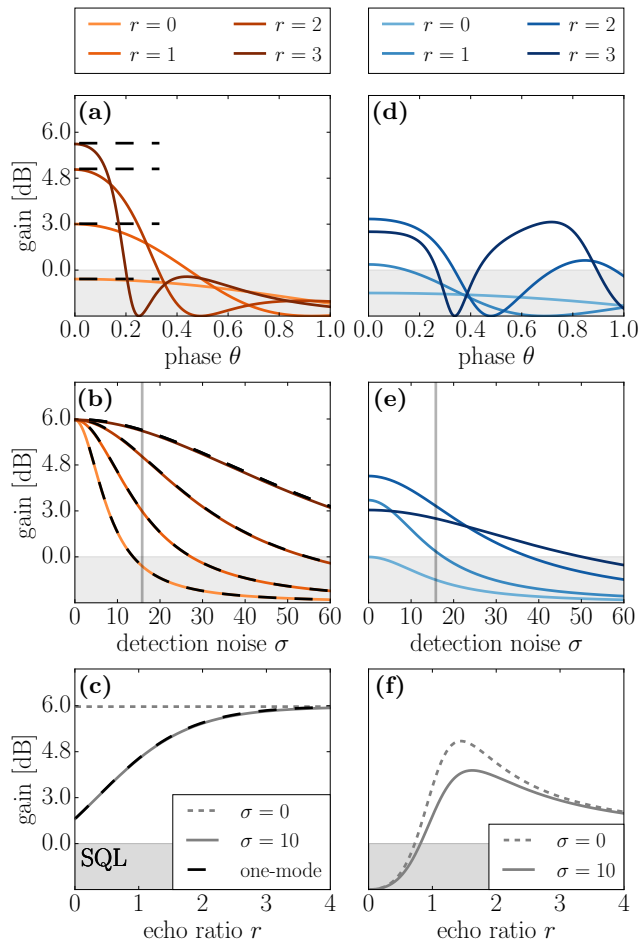 r = 0 r = 2 r = 0 r = 2
r = 1 r = 3 r = 1 r = 3
(a) (d)
6.0
4.8
3.0
0.0
gain [dB]
0.0 0.2 0.4 0.6 0.8 1.0 0.0 0.2 0.4 0.6 0.8 1.0
phase θ phase θ
(b) (e)
6.0
4.8
3.0
0.0
gain [dB]
0 10 20 30 40 50 60 0 10 20 30 40 50 60
detection noise σ detection noise σ
(c) (f)
6.0
4.8
3.0
0.0
gain [dB]
SQL
σ = 0
σ = 10
one-mode
σ = 0
σ = 10
0 1 2 3 4 0 1 2 3 4
echo ratio r echo ratio r